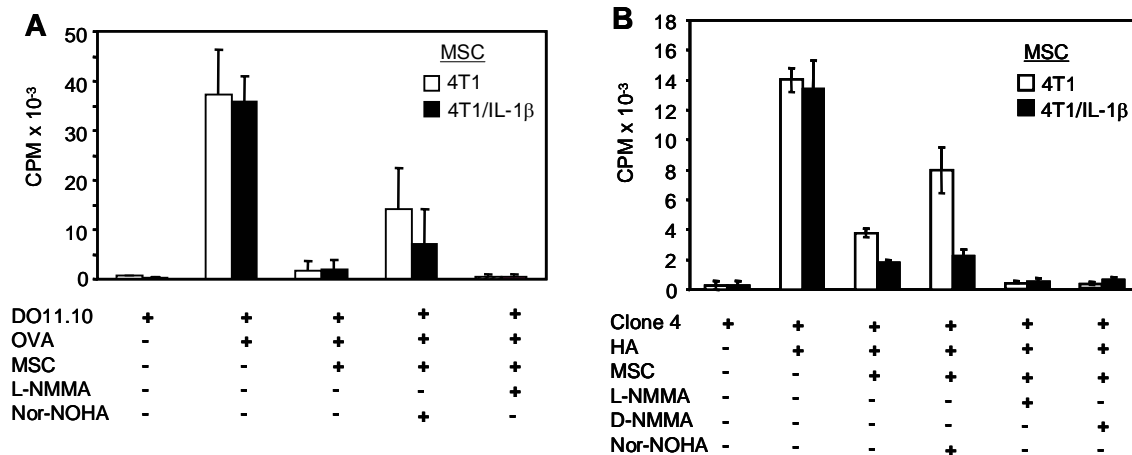 A
50
40
30
20
10
0
CPM x 10-3
MSC
4T1
4T1/IL-1β
DO11.10 + + + + +
OVA - + + + +
MSC - - + + +
L-NMMA - - - - +
Nor-NOHA - - - + -
B
18
16
14
12
10
8
6
4
2
0
CPM x 10-3
MSC
4T1
4T1/IL-1β
Clone 4 + + + + + +
HA - + + + + +
MSC - - + + + +
L-NMMA - - - - + -
D-NMMA - - - - - +
Nor-NOHA - - - + - -